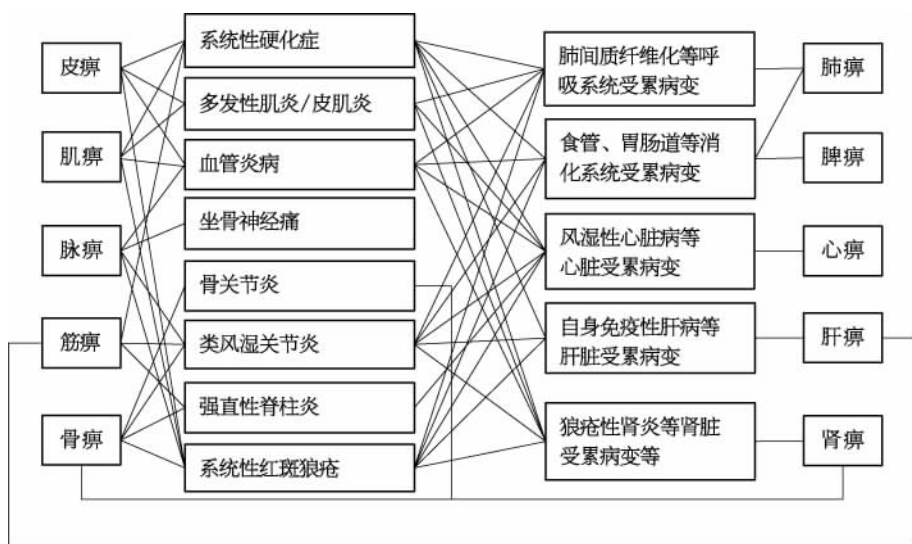 皮痹
肌痹
脉痹
筋痹
骨痹
系统性硬化症
多发性肌炎/皮肌炎
血管炎病
坐骨神经痛
骨关节炎
类风湿关节炎
强直性脊柱炎
系统性红斑狼疮
肺间质纤维化等呼
吸系统受累病变
食管、胃肠道等消
化系统受累病变
风湿性心脏病等
心脏受累病变
自身免疫性肝病等
肝脏受累病变
狼疮性肾炎等肾脏
受累病变等
肺痹
脾痹
心痹
肝痹
肾痹